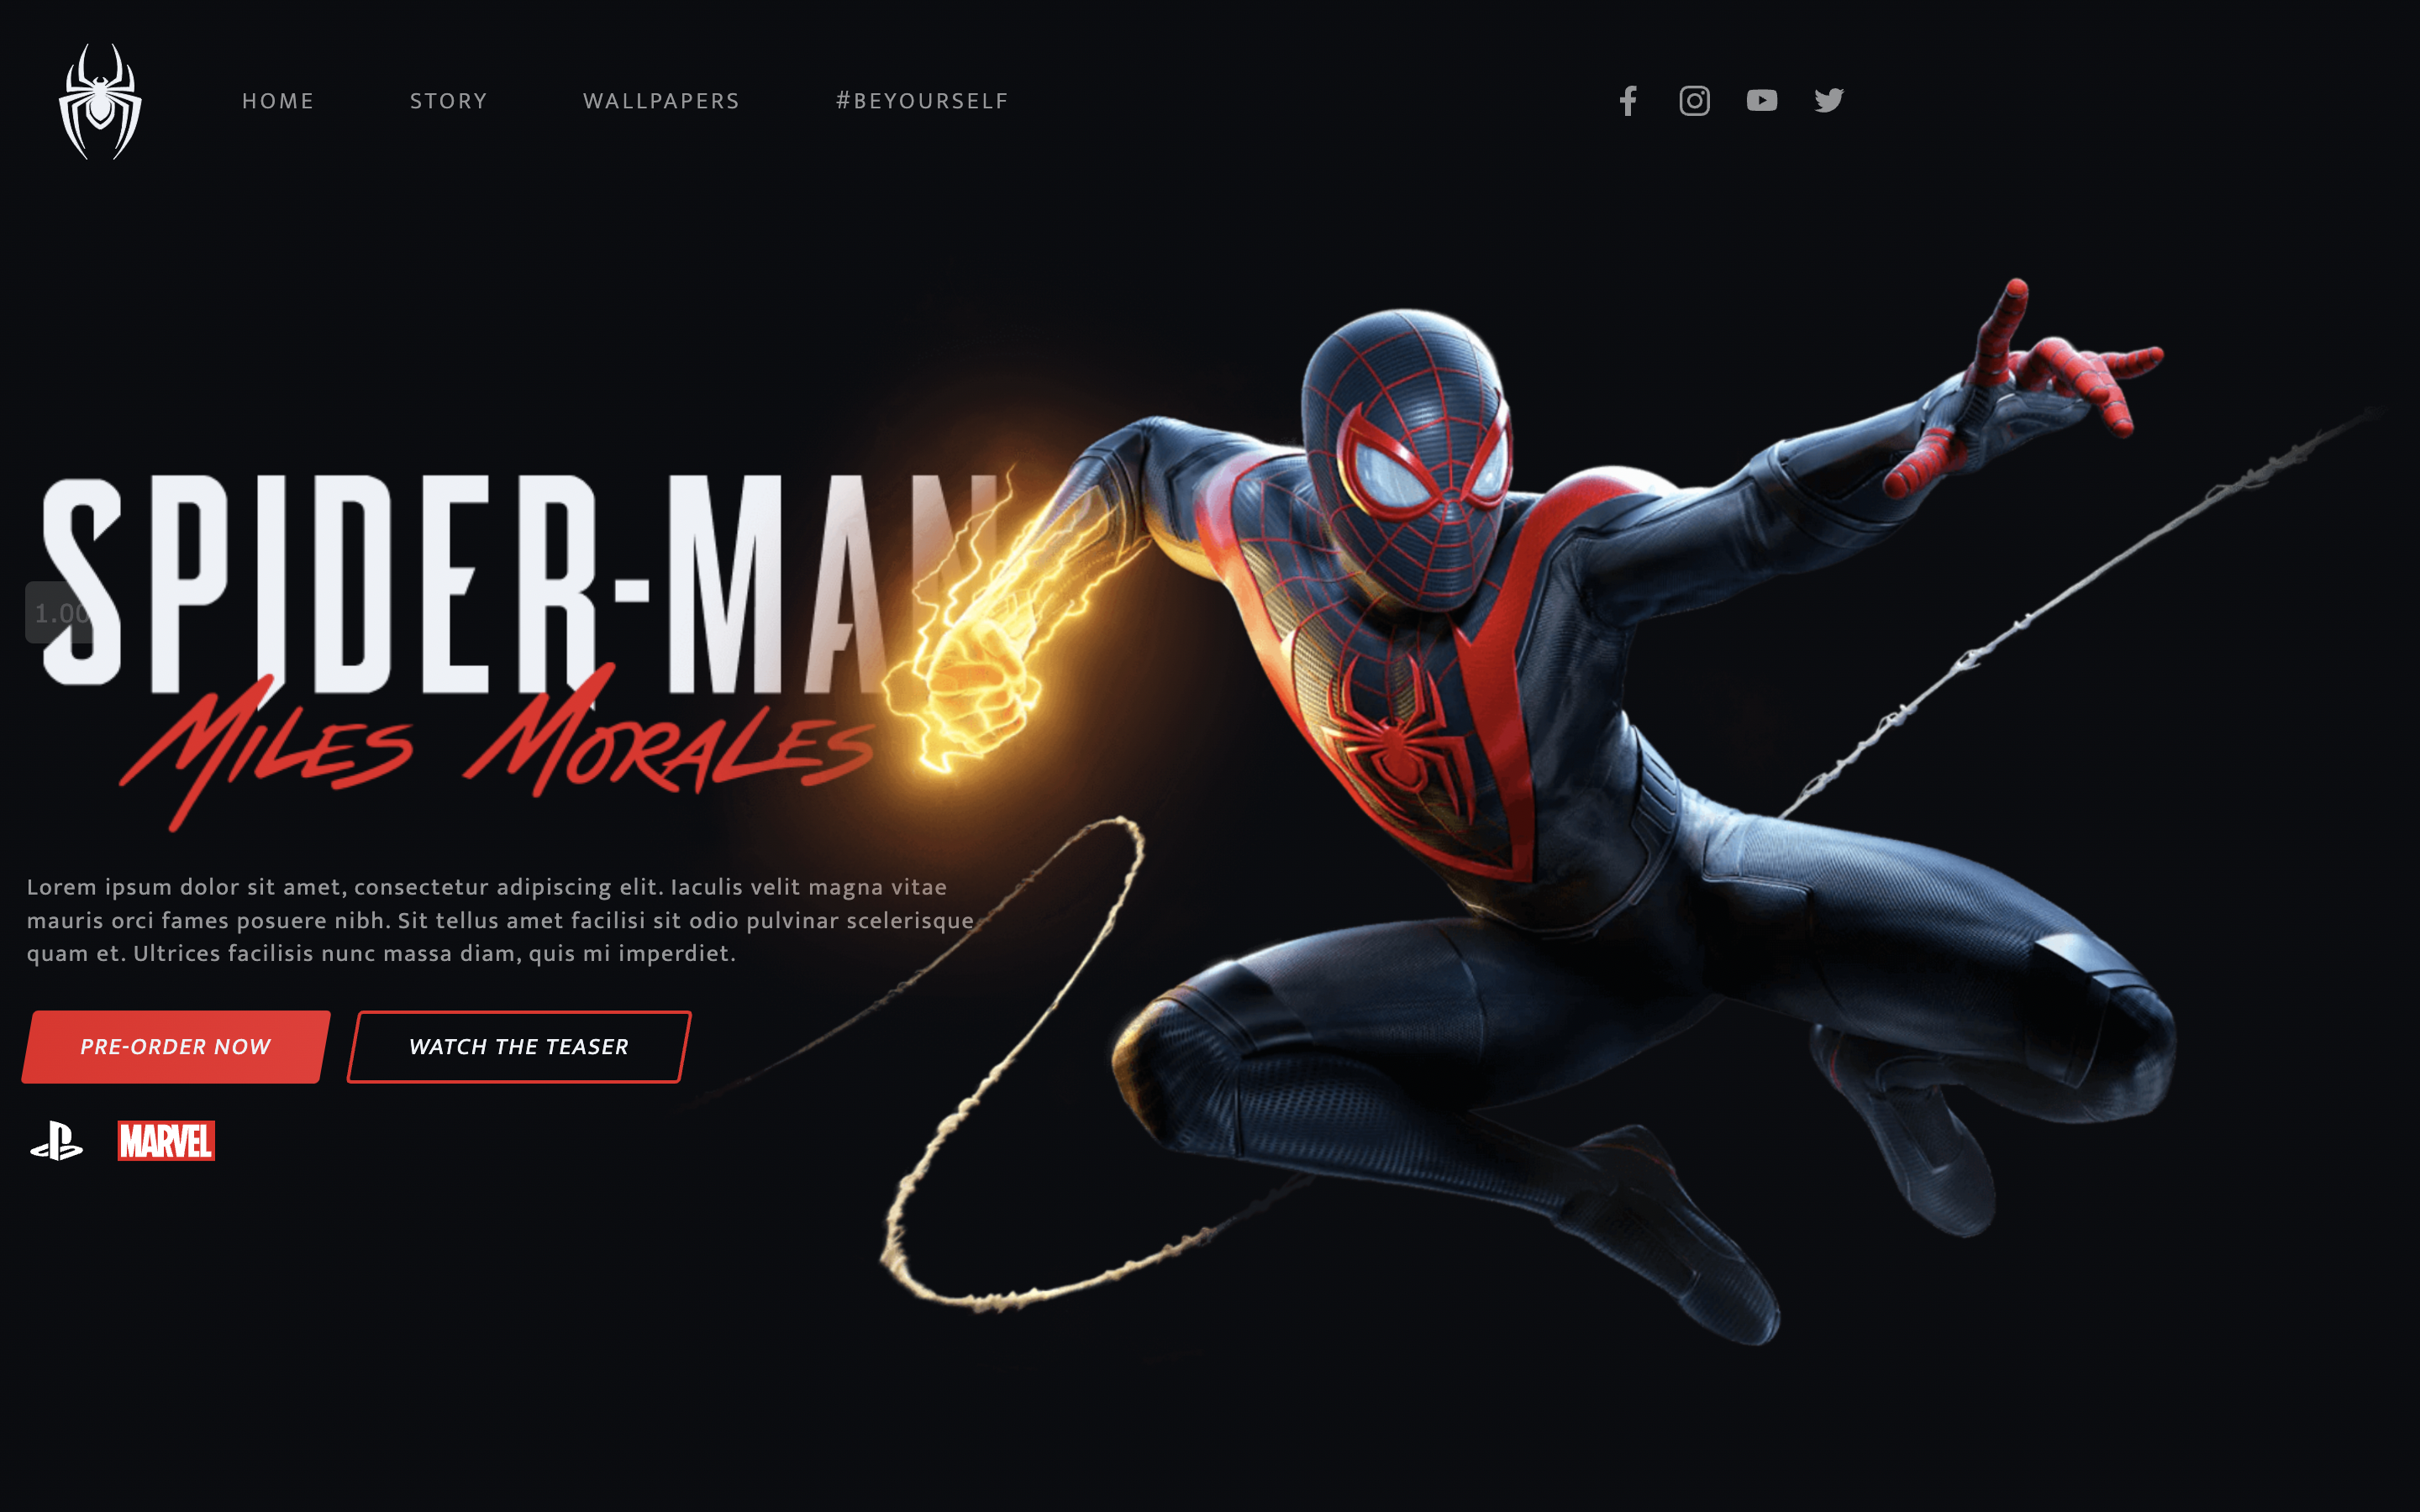 HOME
STORY
WALLPAPERS
#BEYOURSELF
SPIDER-MAN
MILES MORALES
1.00
Lorem ipsum dolor sit amet, consectetur adipiscing elit. Iaculis velit magna vitae
mauris orci fames posuere nibh. Sit tellus amet facilisi sit odio pulvinar scelerisque
quam et. Ultrices facilisis nunc massa diam, quis mi imperdiet.
PRE-ORDER NOW
WATCH THE TEASER
MARVEL